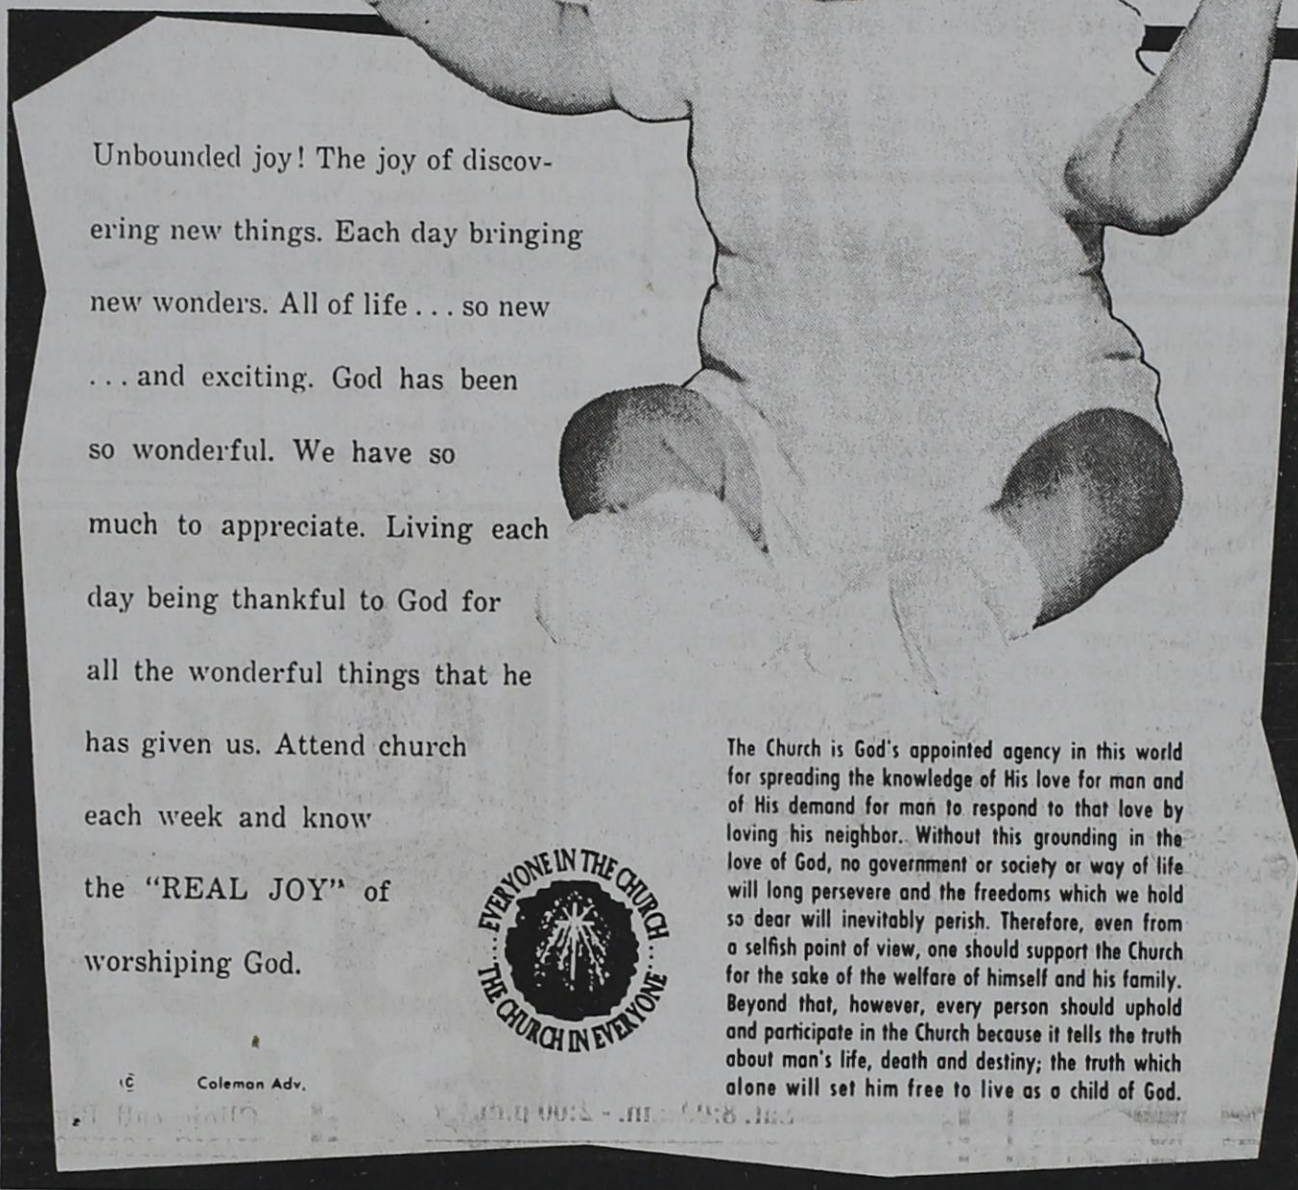 Unbounded joy! The joy of discov-
ering new things. Each day bringing
new wonders. All of life . . . so new
. . . and exciting. God has been
so wonderful. We have so
much to appreciate. Living each
day being thankful to God for
all the wonderful things that he
has given us. Attend church
each week and know
the "REAL JOY" of
worshiping God.
EVERYONE IN THE CHURCH . . .
THE CHURCH IN EVERYONE . . .
The Church is God's appointed agency in this world
for spreading the knowledge of His love for man and
of His demand for man to respond to that love by
loving his neighbor. Without this grounding in the
love of God, no government or society or way of life
will long persevere and the freedoms which we hold
so dear will inevitably perish. Therefore, even from
a selfish point of view, one should support the Church
for the sake of the welfare of himself and his family.
Beyond that, however, every person should uphold
and participate in the Church because it tells the truth
about man's life, death and destiny; the truth which
alone will set him free to live as a child of God.
© Coleman Adv.